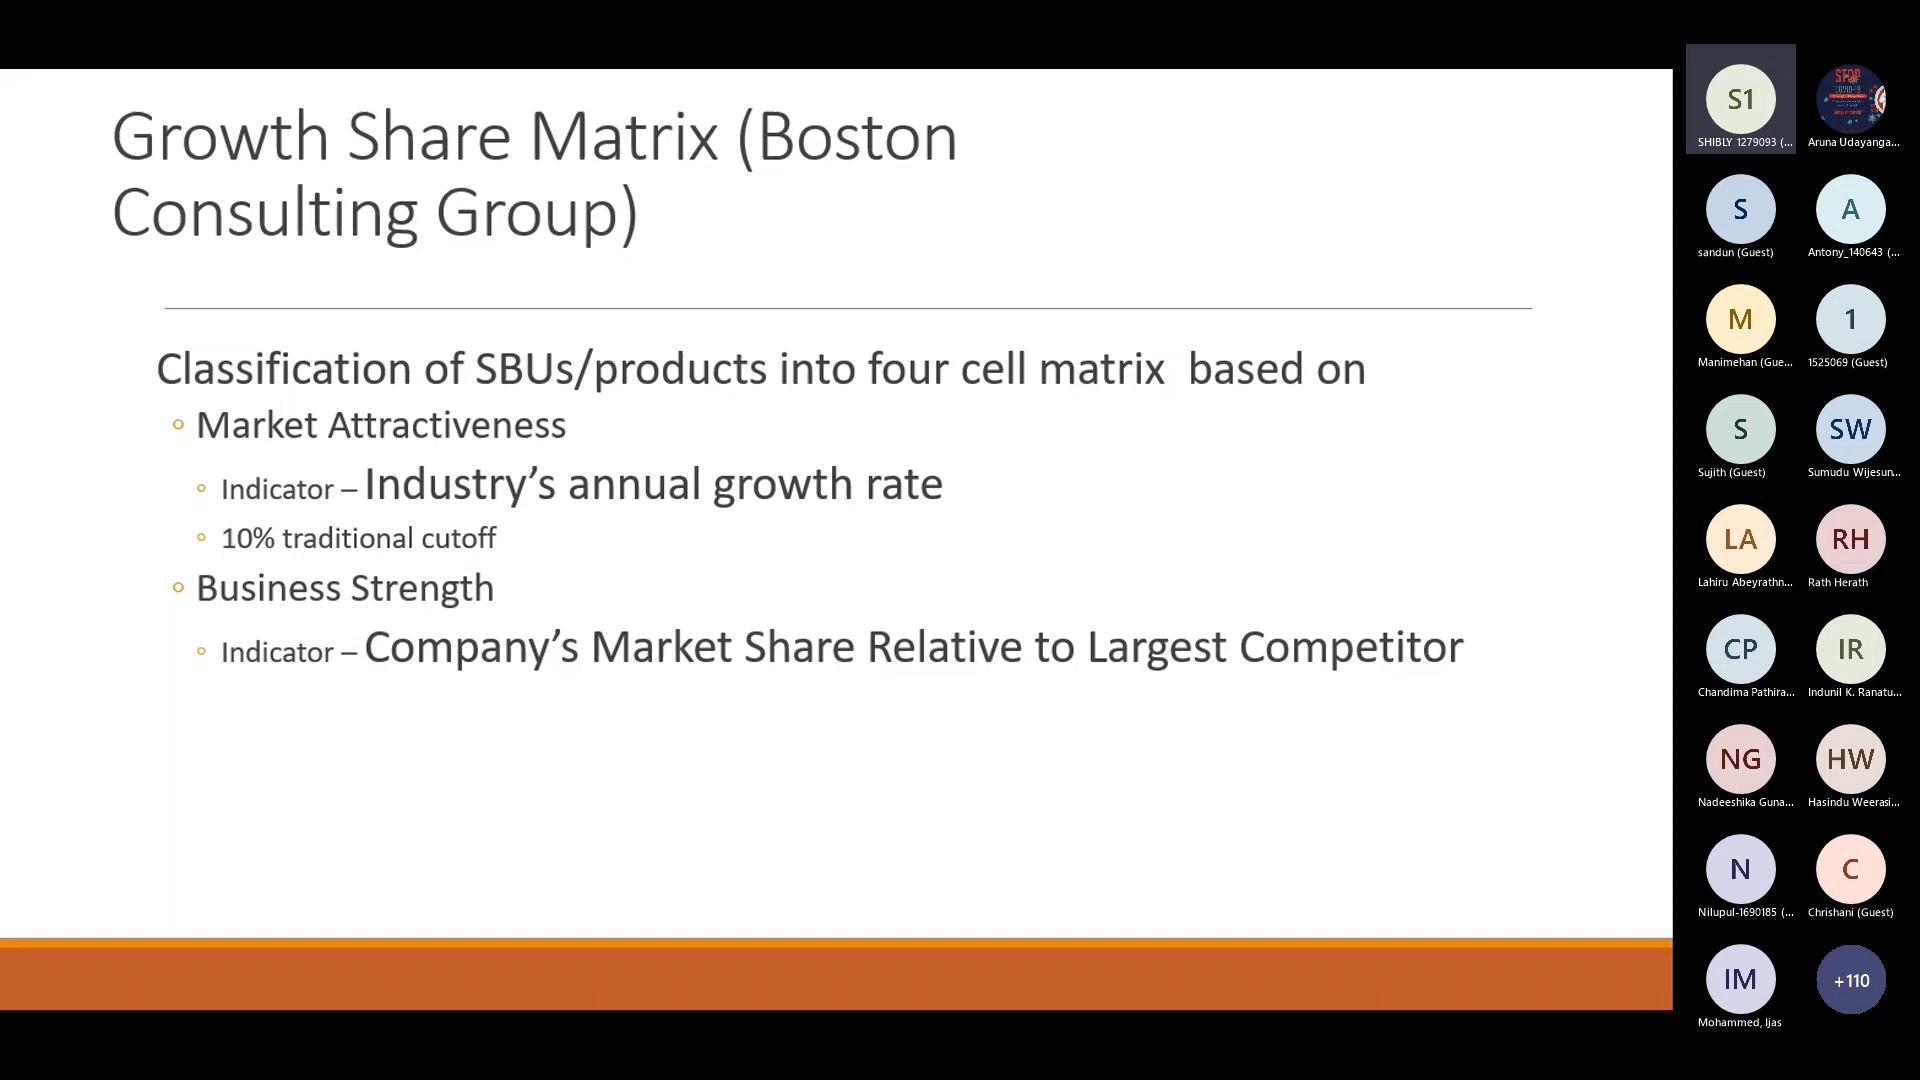 Growth Share Matrix (Boston
Consulting Group)
Classification of SBUs/products into four cell matrix  based on
Market Attractiveness
Indicator – Industry’s annual growth rate
10% traditional cutoff
Business Strength
Indicator – Company’s Market Share Relative to Largest Competitor
S1
SHIBLY 1279093 (...
STOP
COVID-19
Aruna Udayanga...
S
sandun (Guest)
A
Antony_140643 (...
M
Manimehan (Gue...
1
1525069 (Guest)
S
Sujith (Guest)
SW
Sumudu Wijesun...
LA
Lahiru Abeyrathn...
RH
Rath Herath
CP
Chandima Pathira...
IR
Indunil K. Ranatu...
NG
Nadeeshika Guna...
HW
Hasindu Weerasi...
N
Nilupul-1690185 (...
C
Chrishani (Guest)
IM
Mohammed, Ijas
+110